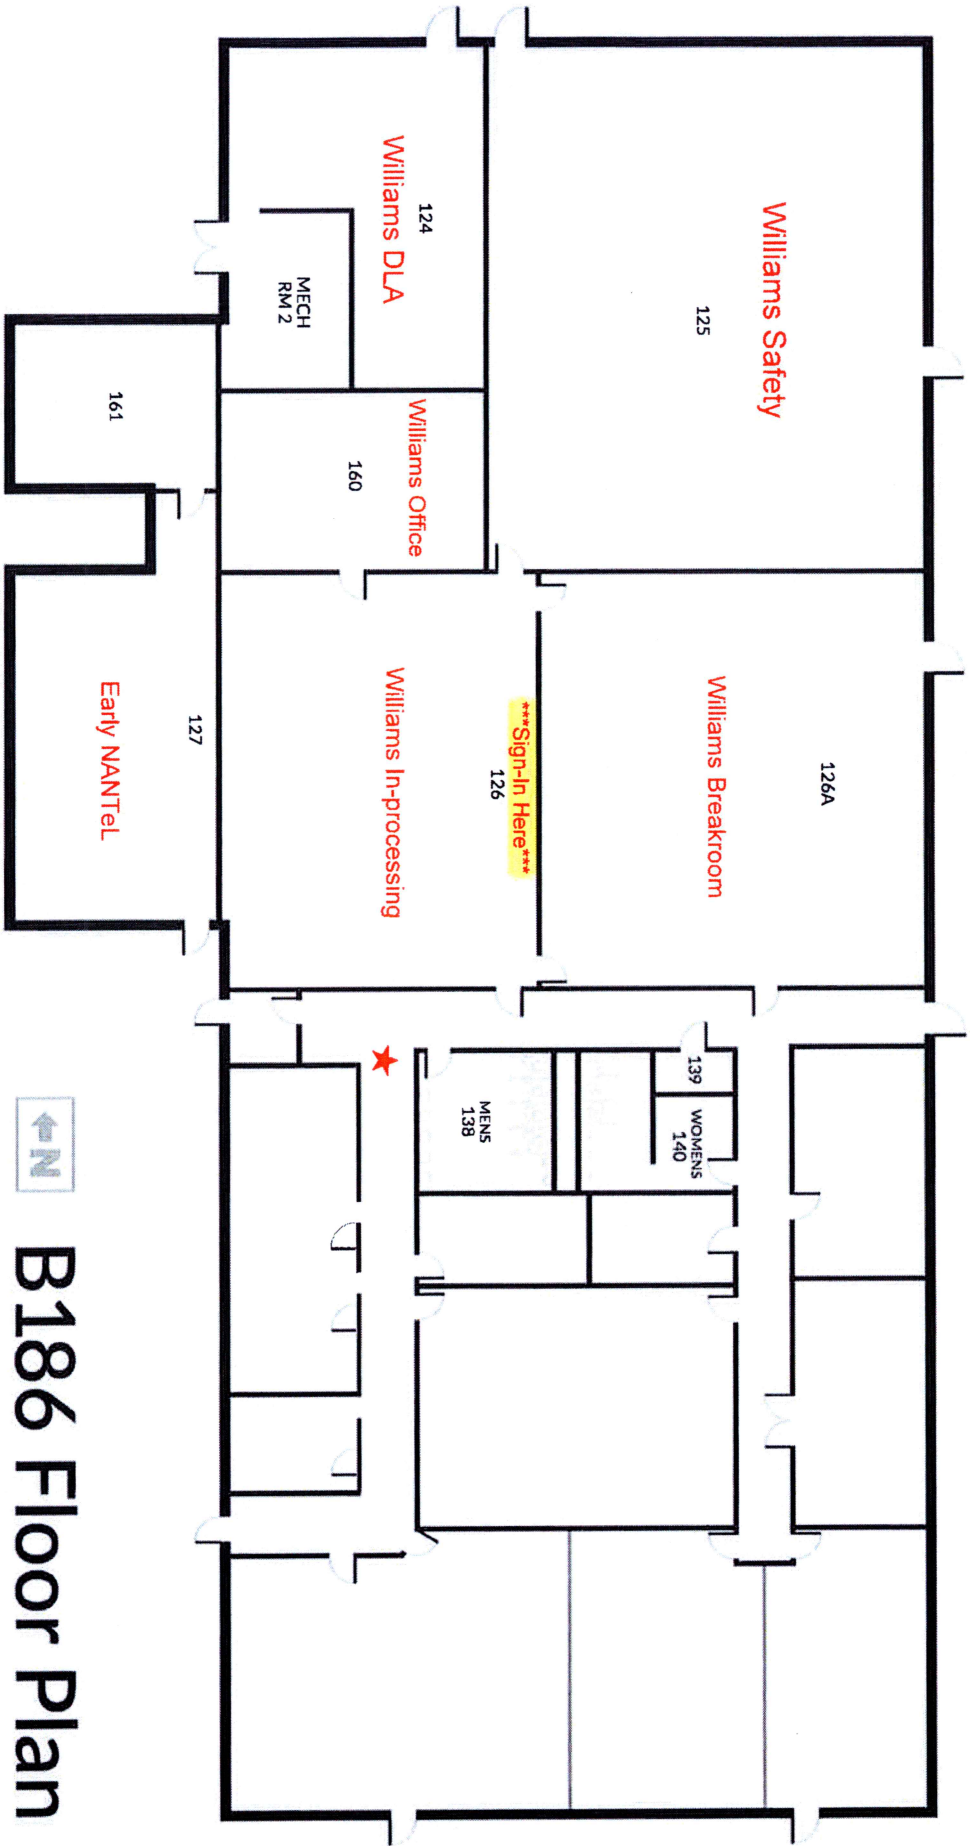 Williams Safety
125
124
Williams DLA
MECH
RM 2
Williams Office
160
161
126A
Williams Breakroom
***Sign-In Here***
126
Williams In-processing
127
Early NANTeL
139
WOMENS
140
MENS
138
N
B186 Floor Plan